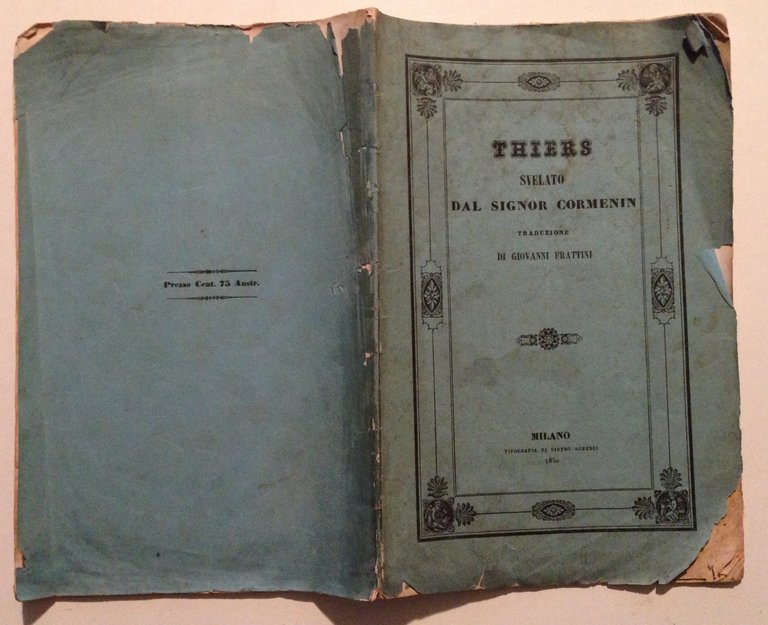 THIERS
SVELATO
DAL SIGNOR CORMENIN
TRADUZIONE
DI GIOVANNI FRATTINI
MILANO
TIPOGRAFIA DI PIETRO AGNELLI
1850
Prezzo Cent. 75 Austr.